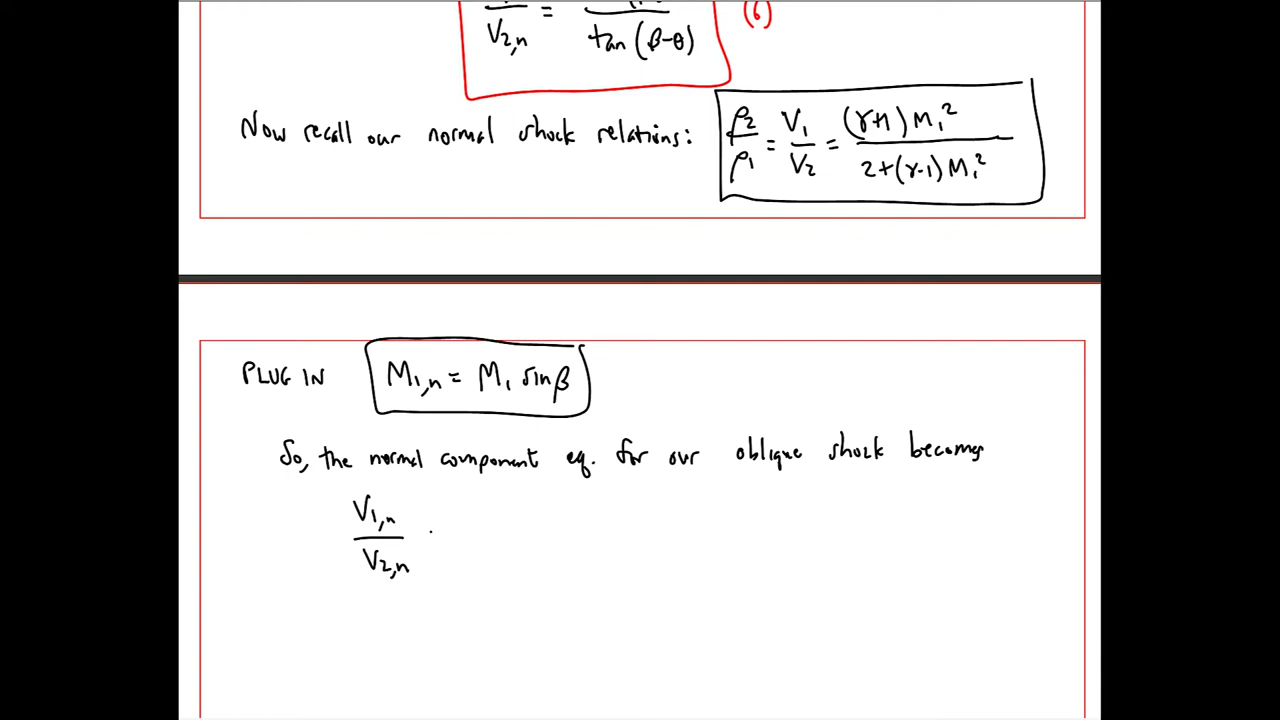 V2,n = tan (β-θ) (6)
Now recall our normal shock relations: ρ2/ρ1 = V1/V2 = (γ+1) M1² / 2+(γ-1) M1²
PLUG IN M1,n = M1 sinβ
So, the normal component eq. for our oblique shock becomes
V1,n / V2,n